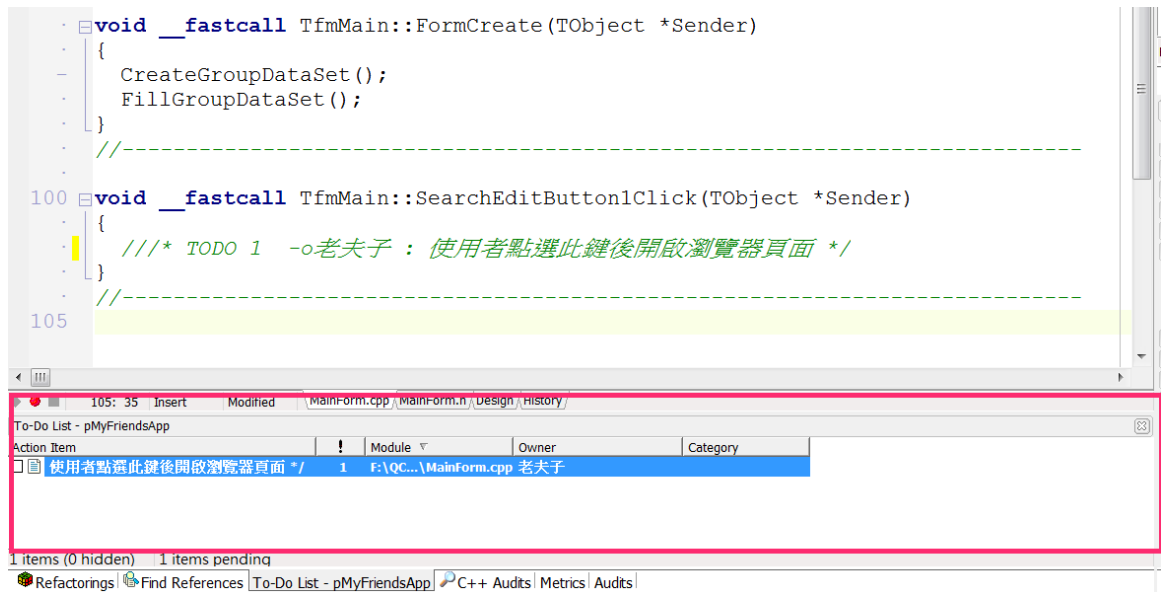 void __fastcall TfmMain::FormCreate(TObject *Sender)
{
CreateGroupDataSet();
FillGroupDataSet();
}
//---------------------------------------------------------------------------
100 void __fastcall TfmMain::SearchEditButton1Click(TObject *Sender)
{
///* TODO 1 -o老夫子 : 使用者點選此鍵後開啟瀏覽器頁面 */
}
//---------------------------------------------------------------------------
105
105: 35 Insert Modified MainForm.cpp MainForm.h Design History
To-Do List - pMyFriendsApp
Action Item ! Module Owner Category
使用者點選此鍵後開啟瀏覽器頁面 */ 1 F:\QC...\MainForm.cpp 老夫子
1 items (0 hidden) 1 items pending
Refactorings Find References To-Do List - pMyFriendsApp C++ Audits Metrics Audits